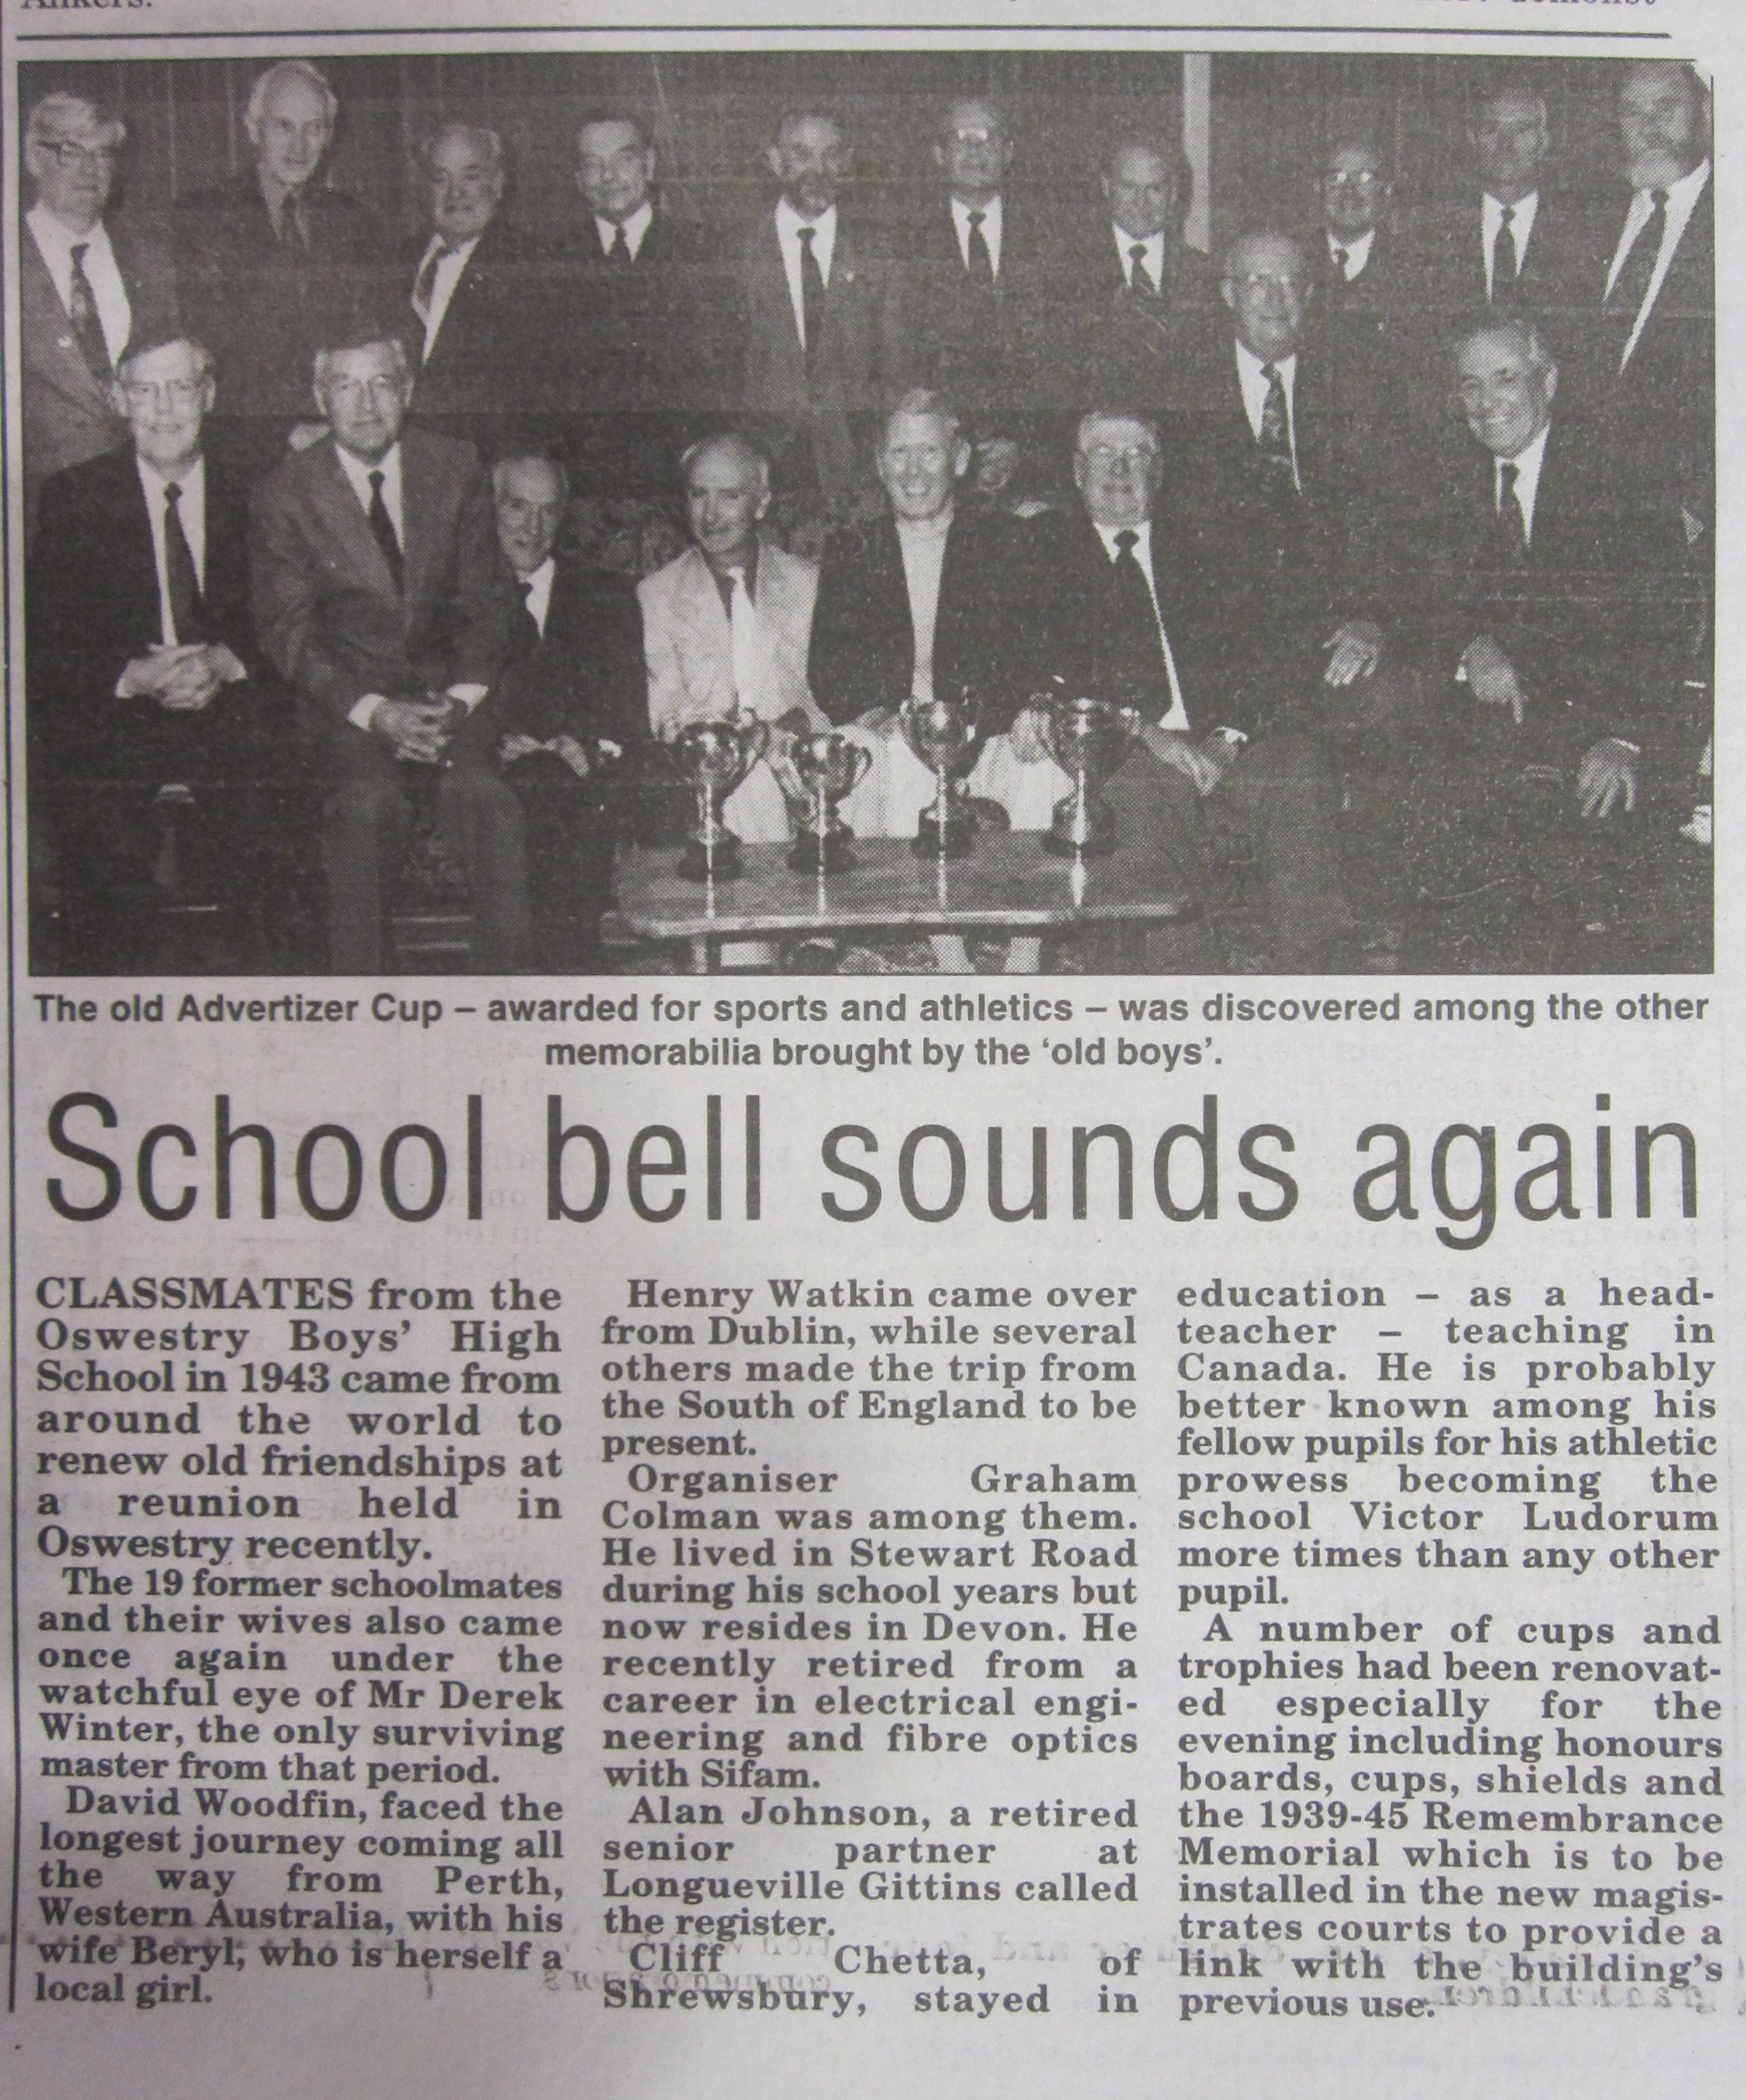 The old Advertizer Cup – awarded for sports and athletics – was discovered among the other
memorabilia brought by the ‘old boys’.
School bell sounds again
CLASSMATES from the
Oswestry Boys’ High
School in 1943 came from
around the world to
renew old friendships at
a reunion held in
Oswestry recently.
The 19 former schoolmates
and their wives also came
once again under the
watchful eye of Mr Derek
Winter, the only surviving
master from that period.
David Woodfin, faced the
longest journey coming all
the way from Perth,
Western Australia, with his
wife Beryl, who is herself a
local girl.
Henry Watkin came over
from Dublin, while several
others made the trip from
the South of England to be
present.
Organiser Graham
Colman was among them.
He lived in Stewart Road
during his school years but
now resides in Devon. He
recently retired from a
career in electrical engi-
neering and fibre optics
with Sifam.
Alan Johnson, a retired
senior partner at
Longueville Gittins called
the register.
Cliff Chetta, of
Shrewsbury, stayed in
education – as a head-
teacher – teaching in
Canada. He is probably
better known among his
fellow pupils for his athletic
prowess becoming the
school Victor Ludorum
more times than any other
pupil.
A number of cups and
trophies had been renovat-
ed especially for the
evening including honours
boards, cups, shields and
the 1939-45 Remembrance
Memorial which is to be
installed in the new magis-
trates courts to provide a
link with the building’s
previous use.